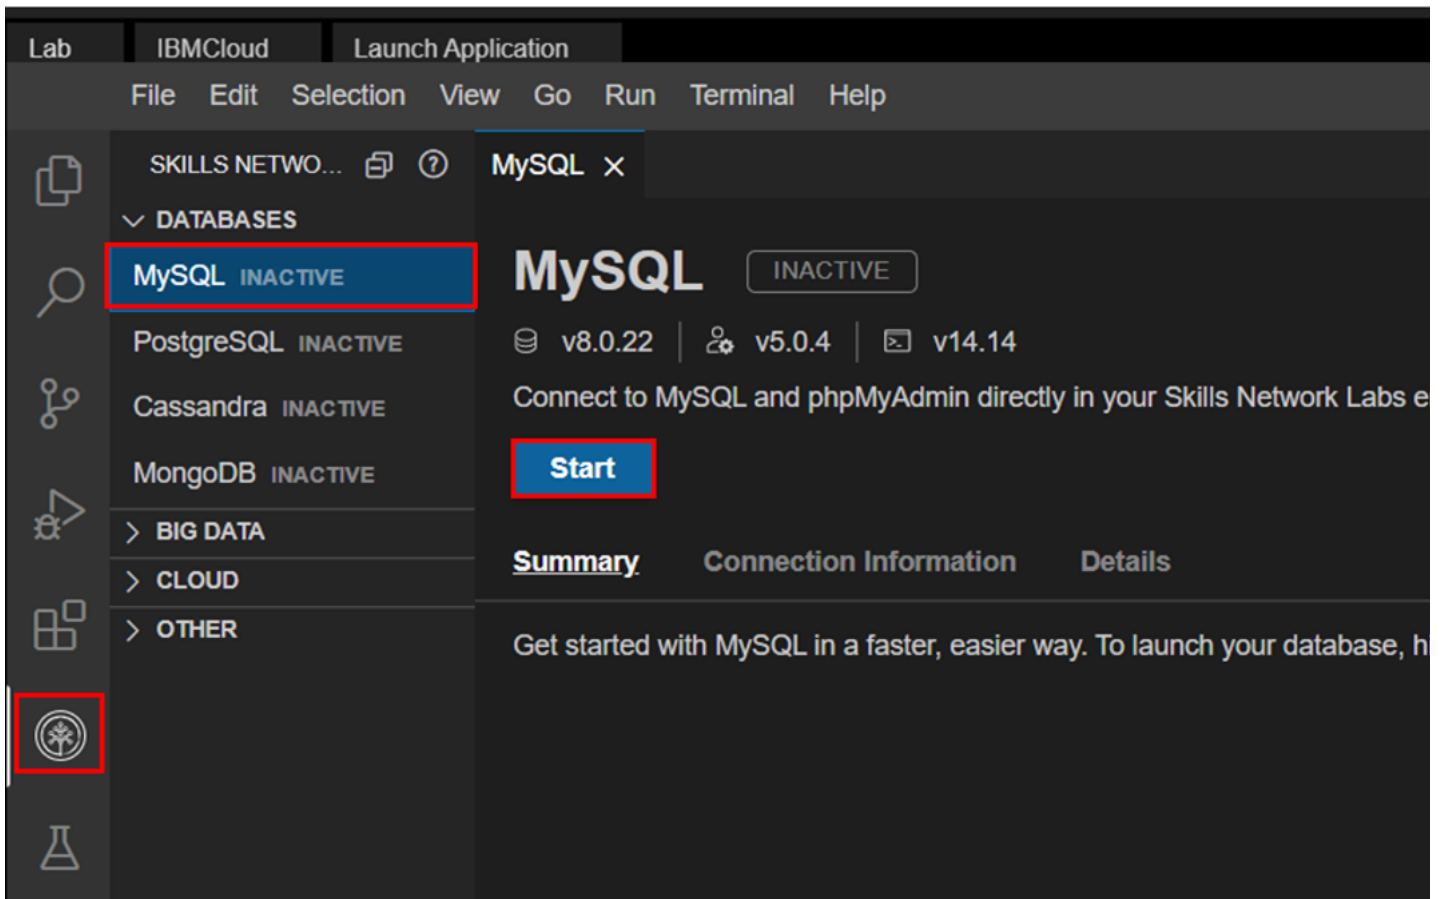 Lab IBMCloud Launch Application
File Edit Selection View Go Run Terminal Help
SKILLS NETWO...
MySQL
DATABASES
MySQL INACTIVE
PostgreSQL INACTIVE
Cassandra INACTIVE
MongoDB INACTIVE
BIG DATA
CLOUD
OTHER
MySQL INACTIVE
v8.0.22 v5.0.4 v14.14
Connect to MySQL and phpMyAdmin directly in your Skills Network Labs
Start
Summary Connection Information Details
Get started with MySQL in a faster, easier way. To launch your database,